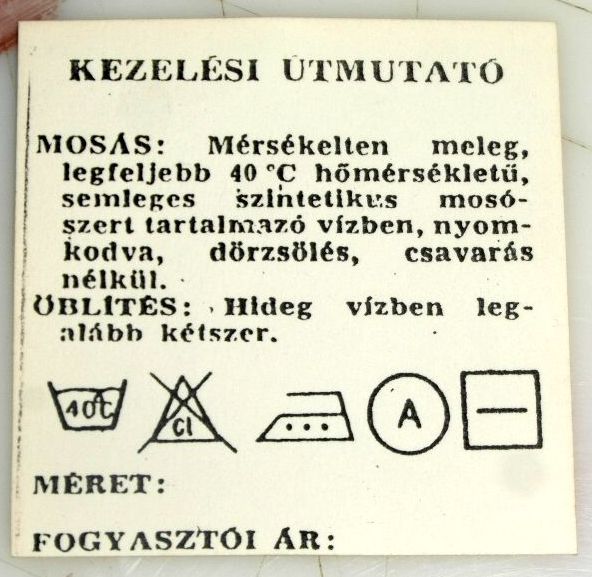 KEZELÉSI ÚTMUTATÓ
MOSÁS: Mérsékelten meleg,
legfeljebb 40 °C hőmérsékletű,
semleges szintetikus mosó-
szert tartalmazó vízben, nyom-
kodva, dörzsölés, csavarás
nélkül.
ÖBLÍTÉS: Hideg vízben leg-
alább kétszer.
40°C Cl A
MÉRET:
FOGYASZTÓI ÁR: